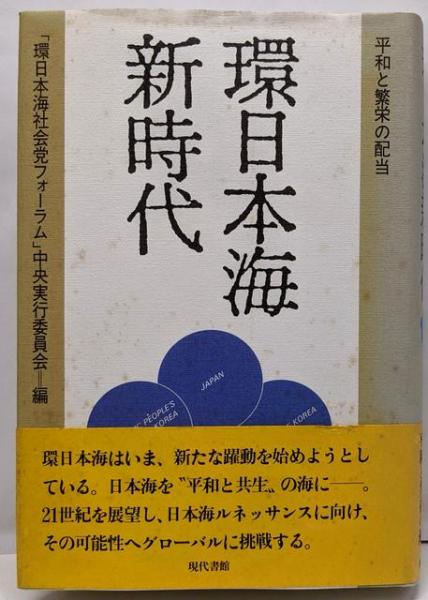 平和と繁栄の配当
環日本海
新時代
「環日本海社会党フォーラム」中央実行委員会＝編
JAPAN
PEOPLE'S
KOREA
KOREA
環日本海はいま、新たな躍動を始めようとし
ている。日本海を〝平和と共生〟の海に――。
21世紀を展望し、日本海ルネッサンスに向け、
その可能性へグローバルに挑戦する。
現代書館